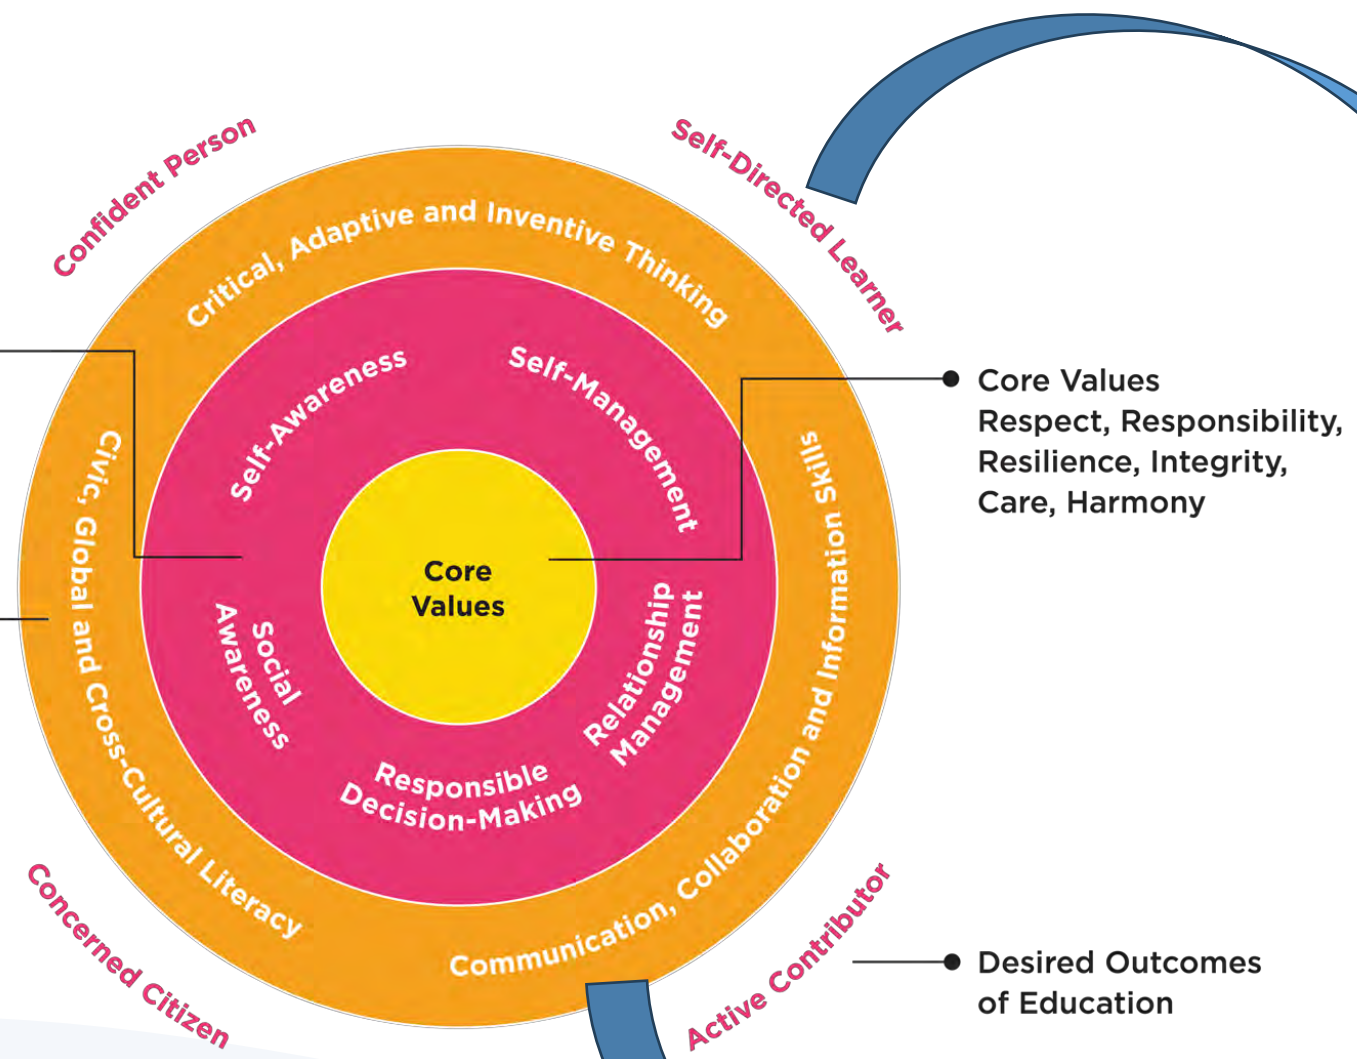 Confident Person
Self-Directed Learner
Critical, Adaptive and Inventive Thinking
Self-Awareness
Self-Management
Core Values
Respect, Responsibility,
Resilience, Integrity,
Care, Harmony
Civic, Global and Cross-Cultural Literacy
Communication, Collaboration and Information Skills
Core
Values
Social
Awareness
Relationship
Management
Responsible
Decision-Making
Concerned Citizen
Active Contributor
Desired Outcomes
of Education